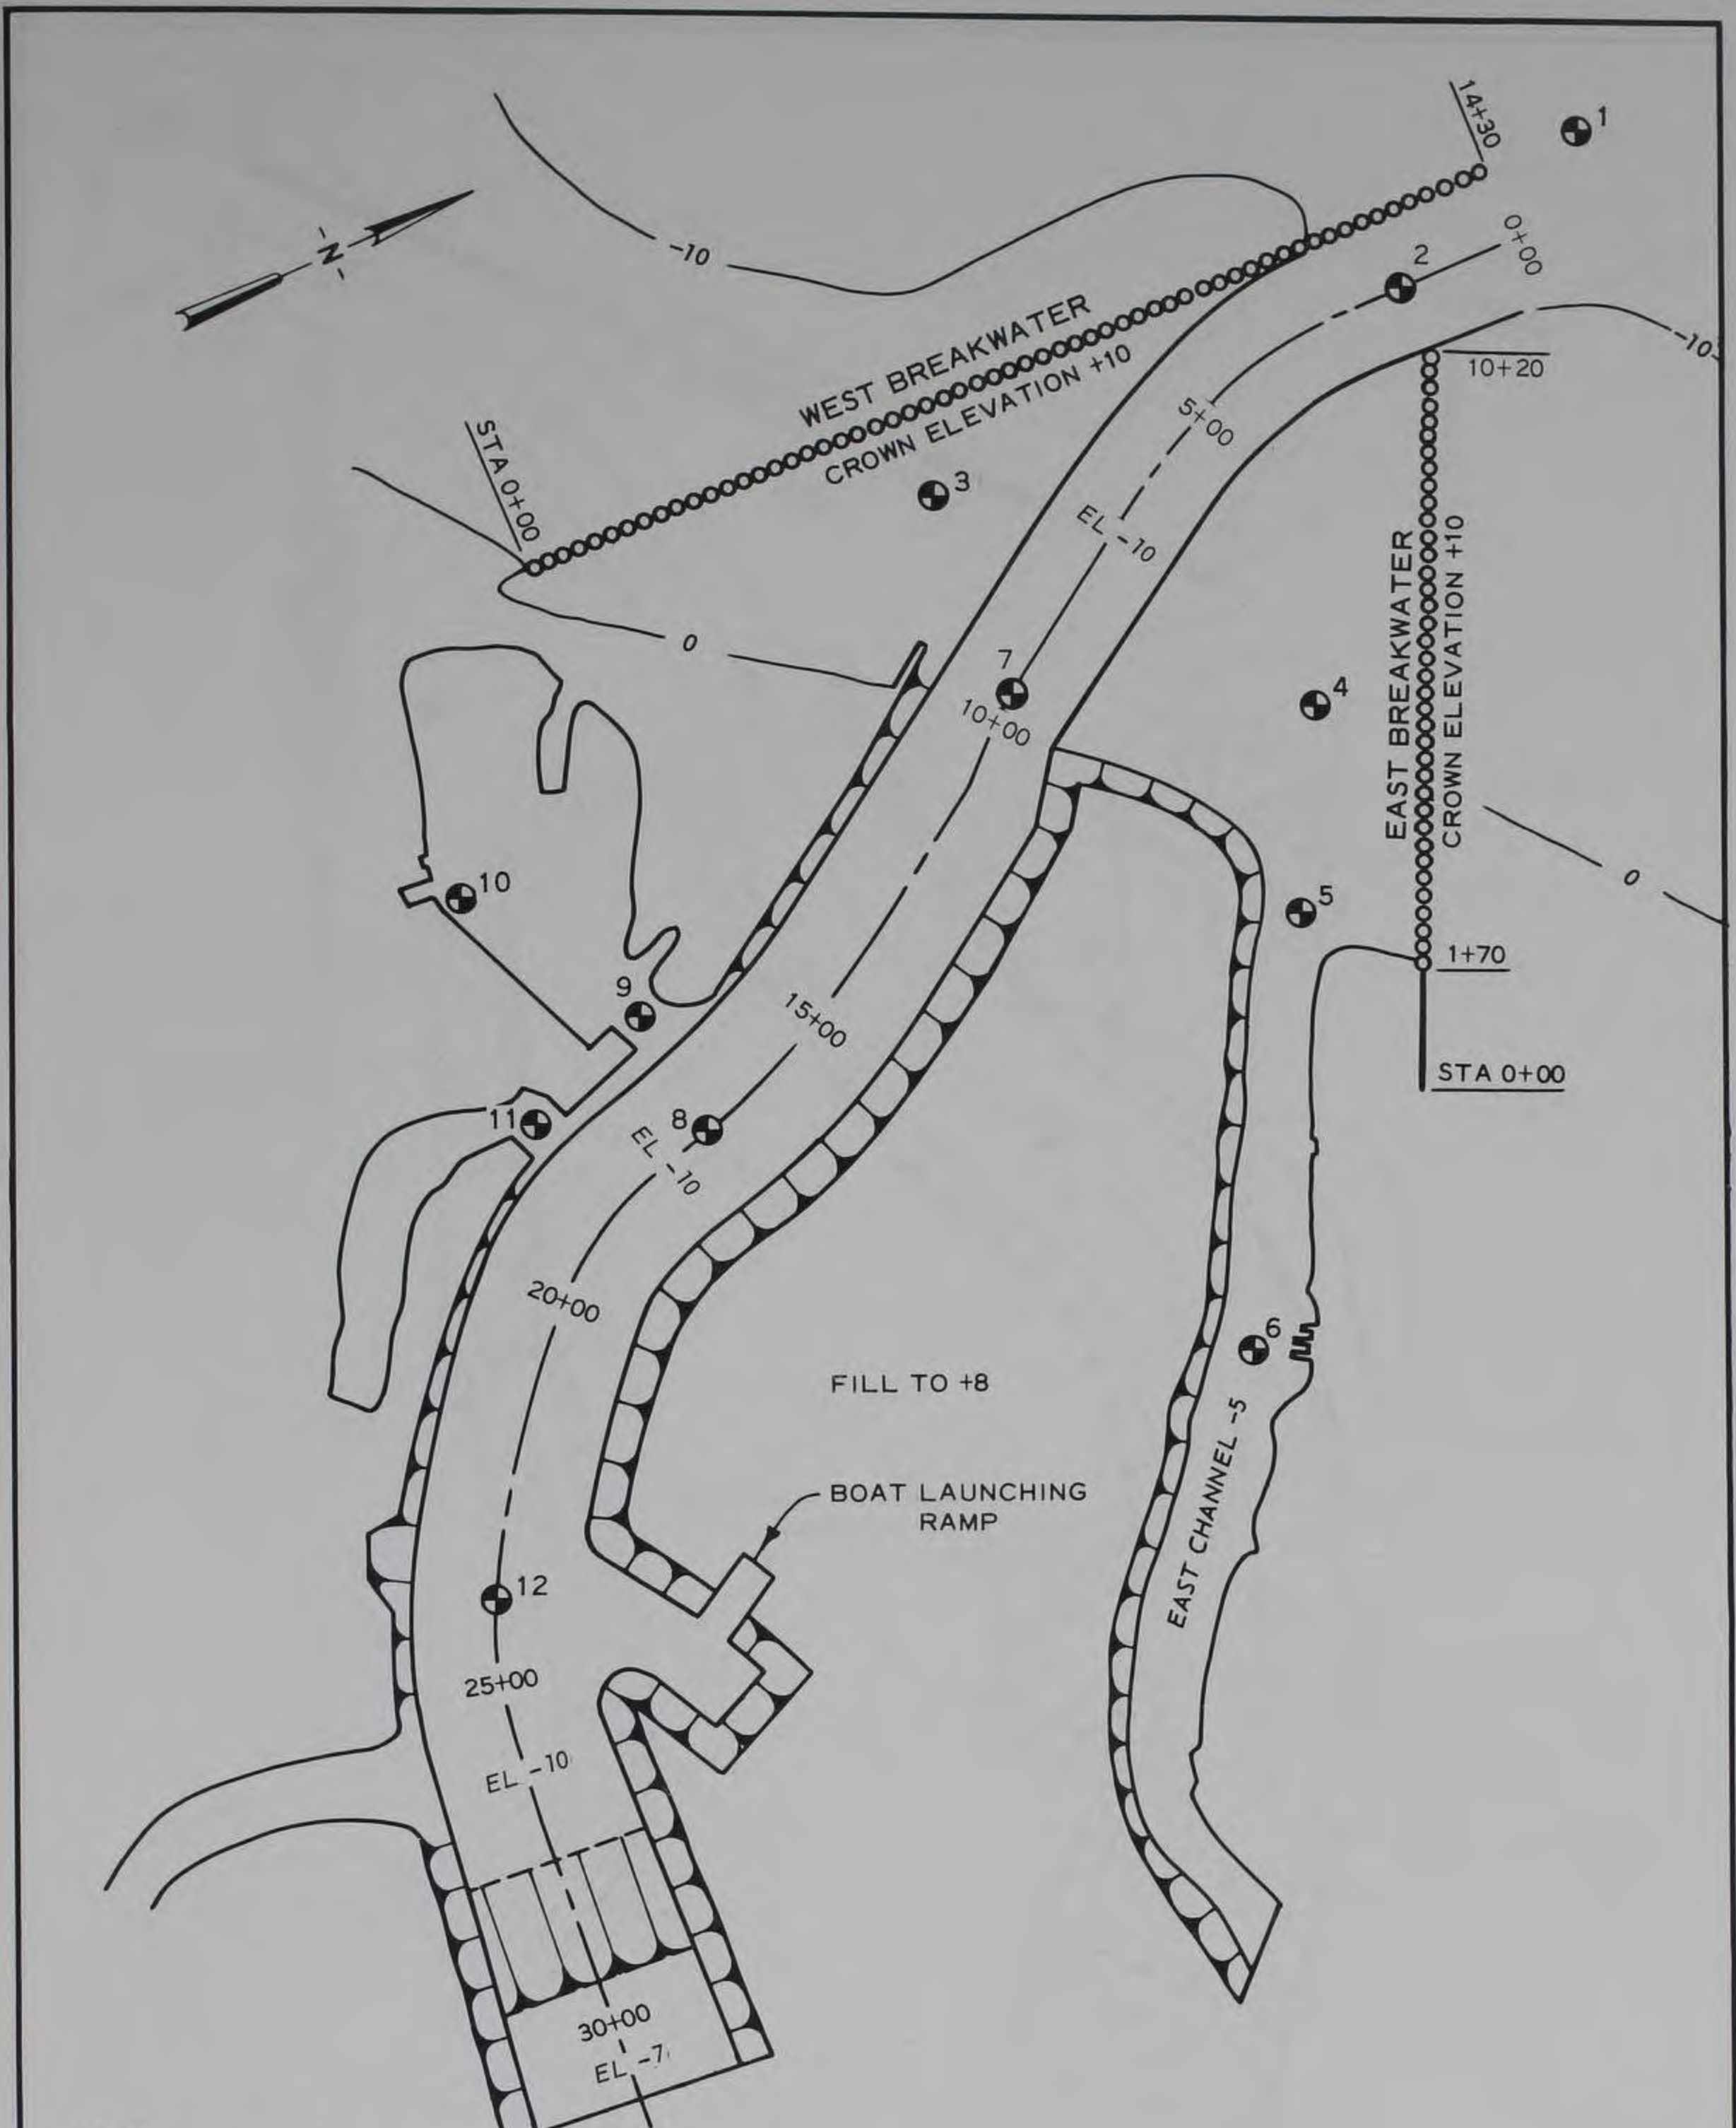 14+30
1
N
-10
2
0+00
WEST BREAKWATER
CROWN ELEVATION +10
-10
10+20
5+00
STA 0+00
3
EL -10
EAST BREAKWATER
CROWN ELEVATION +10
0
7
10+00
4
10
5
0
1+70
9
15+00
STA 0+00
11
8
EL -10
20+00
6
FILL TO +8
BOAT LAUNCHING
RAMP
EAST CHANNEL -5
12
25+00
EL -10
30+00
EL -7